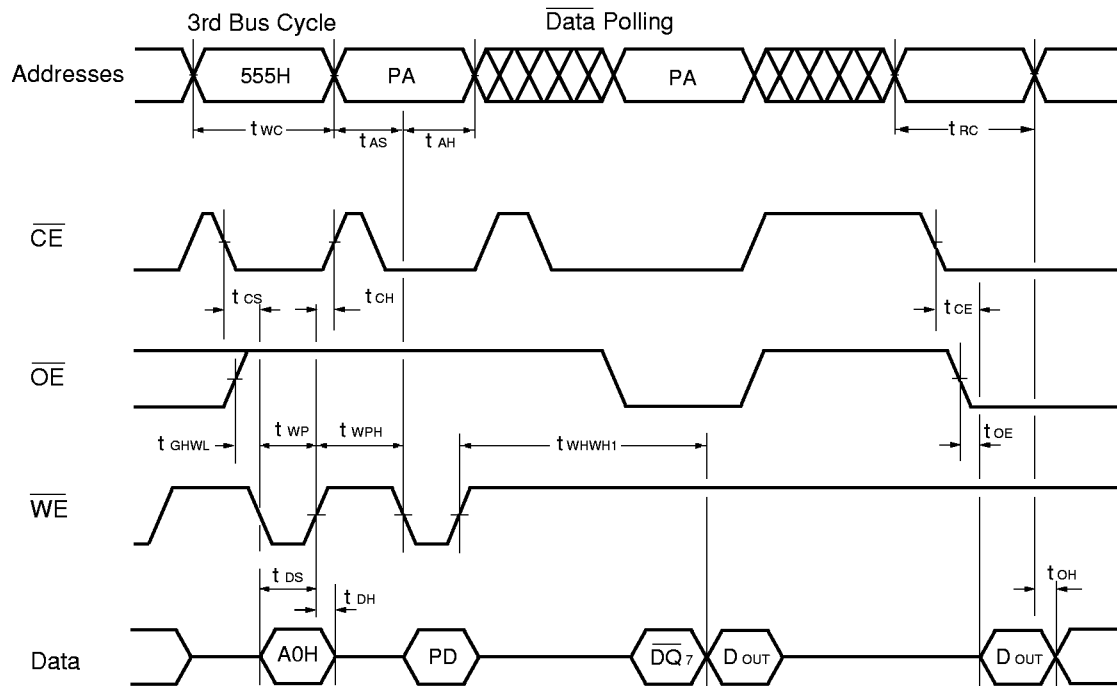 3rd Bus Cycle
Data Polling
Addresses
555H
PA
PA
tWC
tAS
tAH
tRC
CE
tCS
tCH
tCE
OE
tGHWL
tWP
tWPH
tWHWH1
tOE
WE
tDS
tDH
tOH
Data
A0H
PD
DQ7
DOUT
DOUT